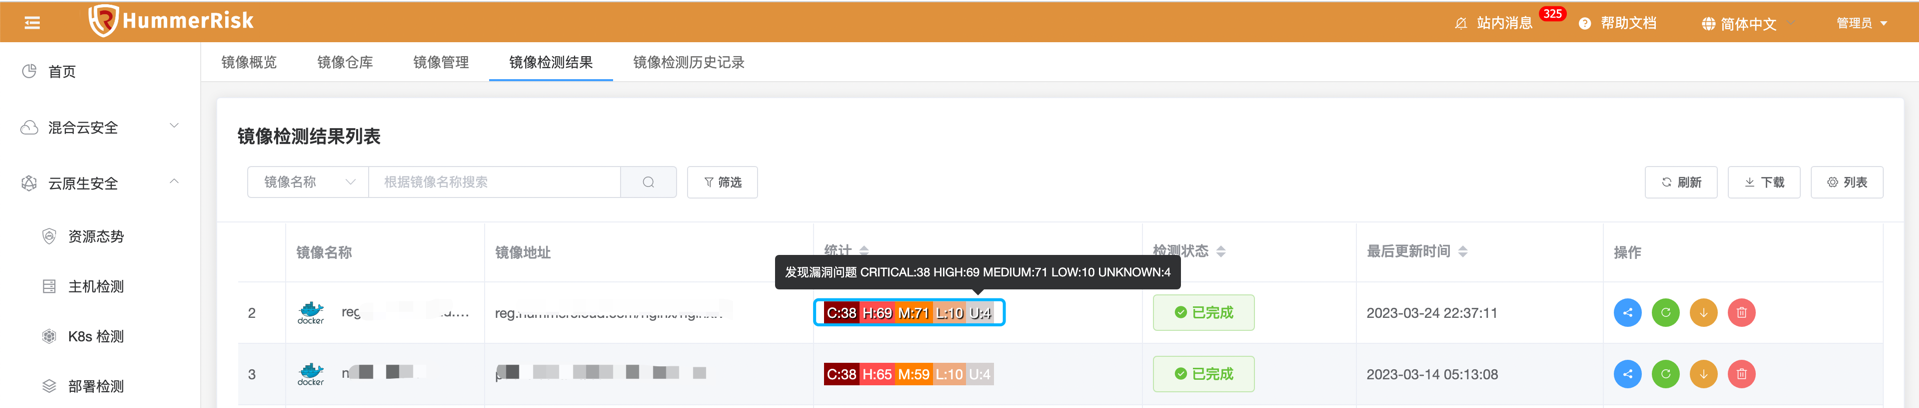 HummerRisk
站内消息 325 帮助文档 简体中文 管理员
首页
混合云安全
云原生安全
资源态势
主机检测
K8s 检测
部署检测
镜像概览 镜像仓库 镜像管理 镜像检测结果 镜像检测历史记录
镜像检测结果列表
镜像名称 根据镜像名称搜索 筛选 刷新 下载 列表
镜像名称 镜像地址 统计 检测状态 最后更新时间 操作
发现漏洞问题 CRITICAL:38 HIGH:69 MEDIUM:71 LOW:10 UNKNOWN:4
2 docker C:38 H:69 M:71 L:10 U:4 已完成 2023-03-24 22:37:11
3 docker C:38 H:65 M:59 L:10 U:4 已完成 2023-03-14 05:13:08